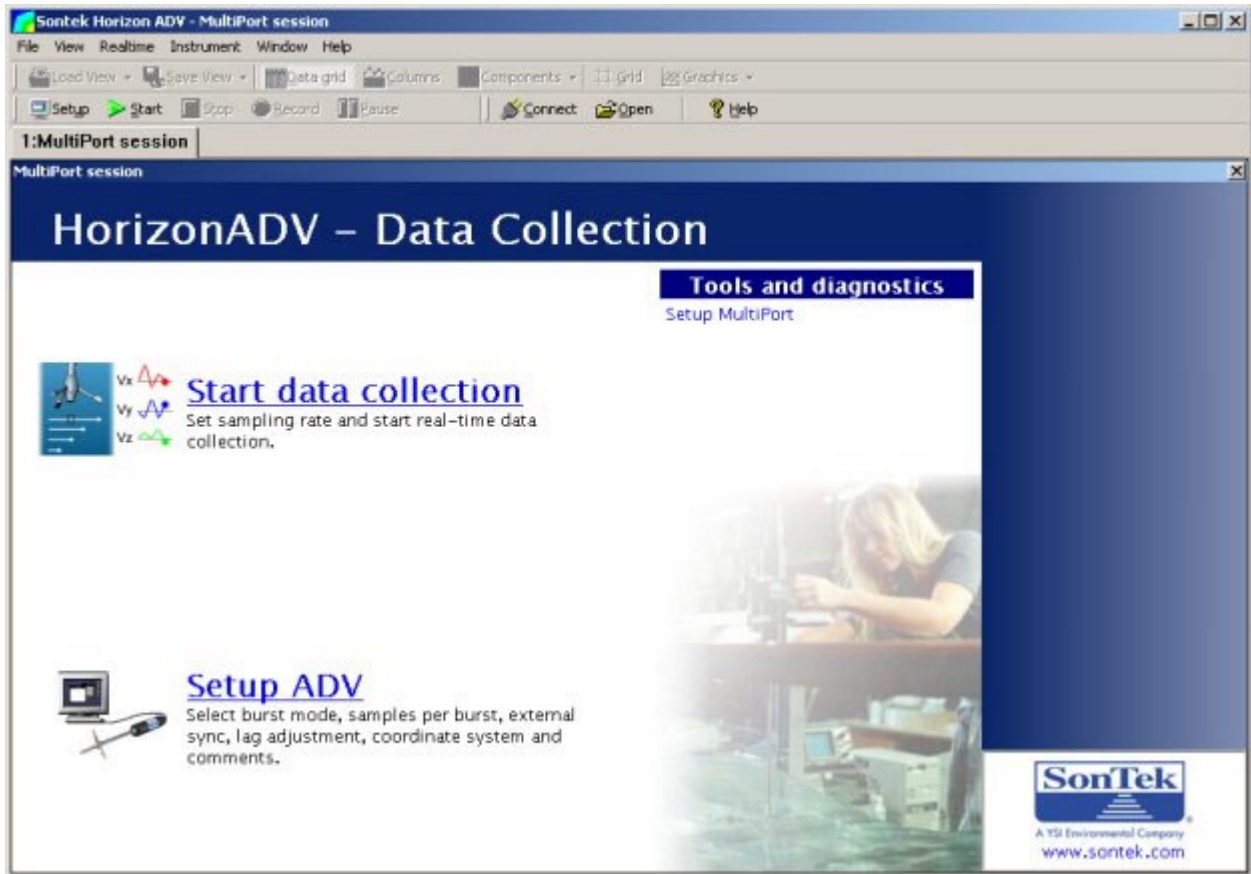 Sontek Horizon ADV - MultiPort session
File View Realtime Instrument Window Help
Load View Save View Data grid Columns Components Grid Graphics
Setup Start Stop Record Pause Connect Open Help
1:MultiPort session
MultiPort session
HorizonADV – Data Collection
Tools and diagnostics
Setup MultiPort
Vx
Vy
Vz
Start data collection
Set sampling rate and start real-time data
collection.
Setup ADV
Select burst mode, samples per burst, external
sync, lag adjustment, coordinate system and
comments.
SonTek
A YSI Environmental Company
www.sontek.com